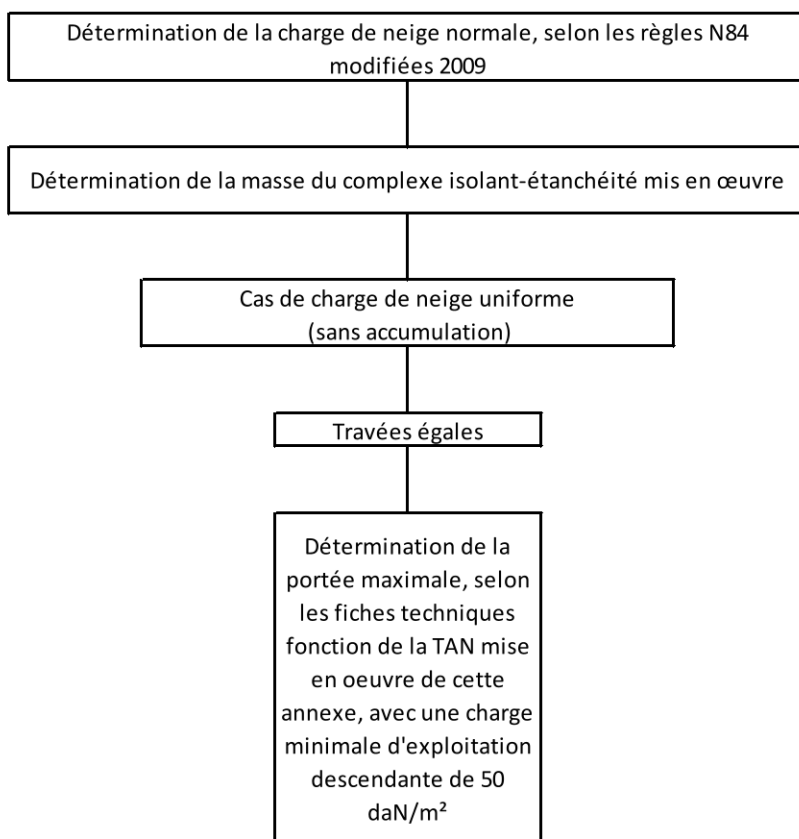 Détermination de la charge de neige normale, selon les règles N84
modifiées 2009
Détermination de la masse du complexe isolant-étanchéité mis en œuvre
Cas de charge de neige uniforme
(sans accumulation)
Travées égales
Détermination de la
portée maximale, selon
les fiches techniques
fonction de la TAN mise
en oeuvre de cette
annexe, avec une charge
minimale d'exploitation
descendante de 50
daN/m²